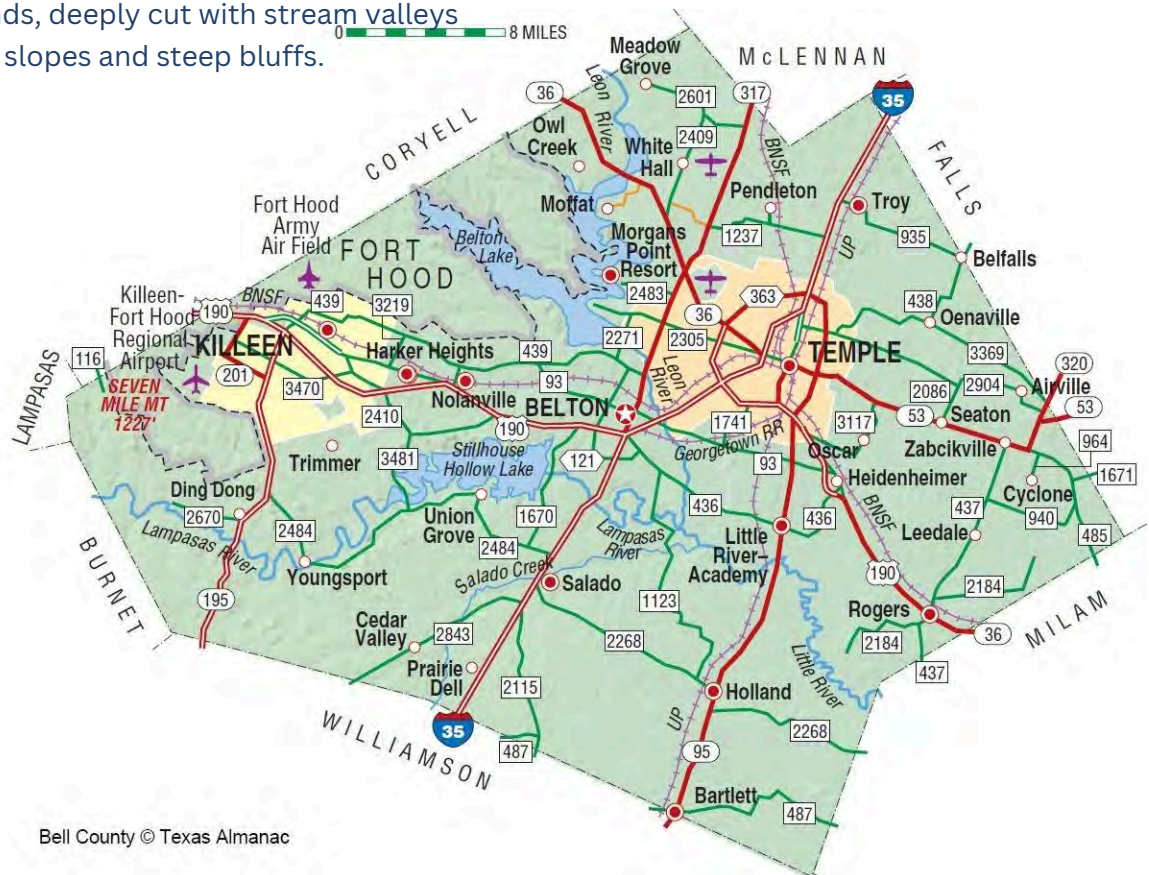 nds, deeply cut with stream valleys
slopes and steep bluffs.
0 8 MILES
Meadow
Grove
McLENNAN
36
Leon River
2601
317
35
CORYELL
Owl
Creek
2409
White
Hall
BNSF
FALLS
Pendleton
Troy
Moffat
Fort Hood
Army
Air Field
FORT
HOOD
Belton
Lake
Morgans
Point
Resort
1237
UP
935
Belfalls
Killeen-
Fort Hood
Regional
Airport
BNSF
190
439
3219
2483
363
36
438
Oenaville
KILLEEN
Harker Heights
439
2271
2305
TEMPLE
3369
320
LAMPASAS
116
SEVEN
MILE MT
1227'
201
3470
93
Leon
River
2086
2904
Airville
53
Nolanville
BELTON
2410
190
1741
3117
53
Seaton
Georgetown RR
Oscar
Zabcikville
964
Trimmer
3481
Stillhouse
Hollow Lake
121
93
Heidenheimer
1671
Ding Dong
2670
Union
Grove
1670
436
436
BNSF
437
Cyclone
940
Lampasas River
2484
2484
Lampasas
River
Little
River–
Academy
Leedale
485
BURNET
Youngsport
Salado Creek
Salado
190
2184
195
1123
Rogers
MILAM
Cedar
Valley
2843
2268
2184
36
Prairie
Dell
2115
Little River
437
Holland
WILLIAMSON
35
UP
487
2268
95
Bartlett
487
Bell County © Texas Almanac